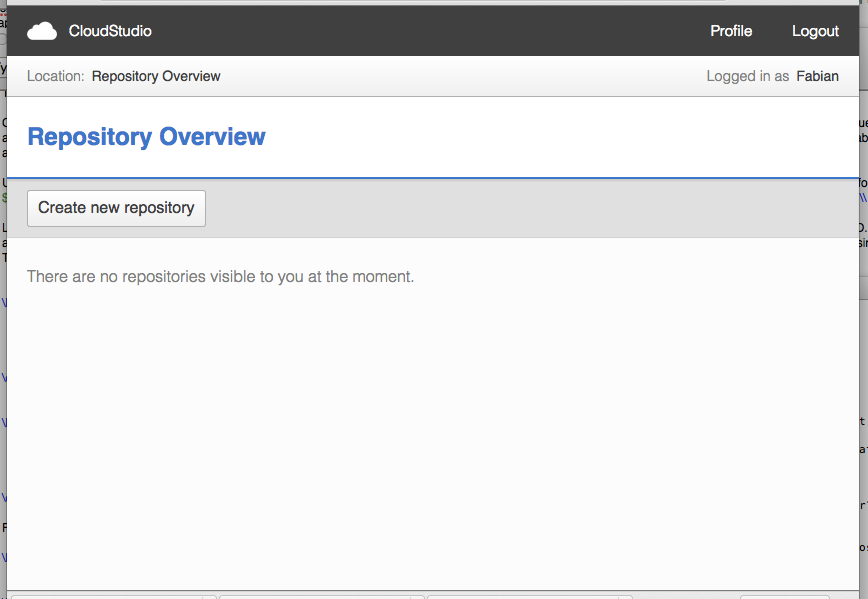 CloudStudio
Profile
Logout
Location: Repository Overview
Logged in as Fabian
Repository Overview
Create new repository
There are no repositories visible to you at the moment.